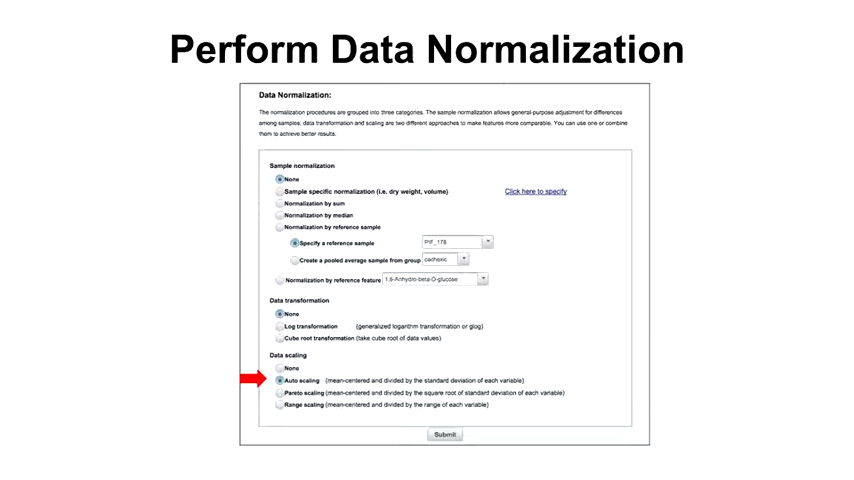 Perform Data Normalization
Data Normalization:
The normalization procedures are grouped into three categories. The sample normalization allows general-purpose adjustment for differences
among samples; data transformation and scaling are two different approaches to make features more comparable. You can use one or combine
them to achieve better results.
Sample normalization
None
Sample specific normalization (i.e. dry weight, volume) Click here to specify
Normalization by sum
Normalization by median
Normalization by reference sample
Specify a reference sample PIF_178
Create a pooled average sample from group cachexic
Normalization by reference feature 1,6-Anhydro-beta-D-glucose
Data transformation
None
Log transformation (generalized logarithm transformation or glog)
Cube root transformation (take cube root of data values)
Data scaling
None
Auto scaling (mean-centered and divided by the standard deviation of each variable)
Pareto scaling (mean-centered and divided by the square root of standard deviation of each variable)
Range scaling (mean-centered and divided by the range of each variable)
Submit